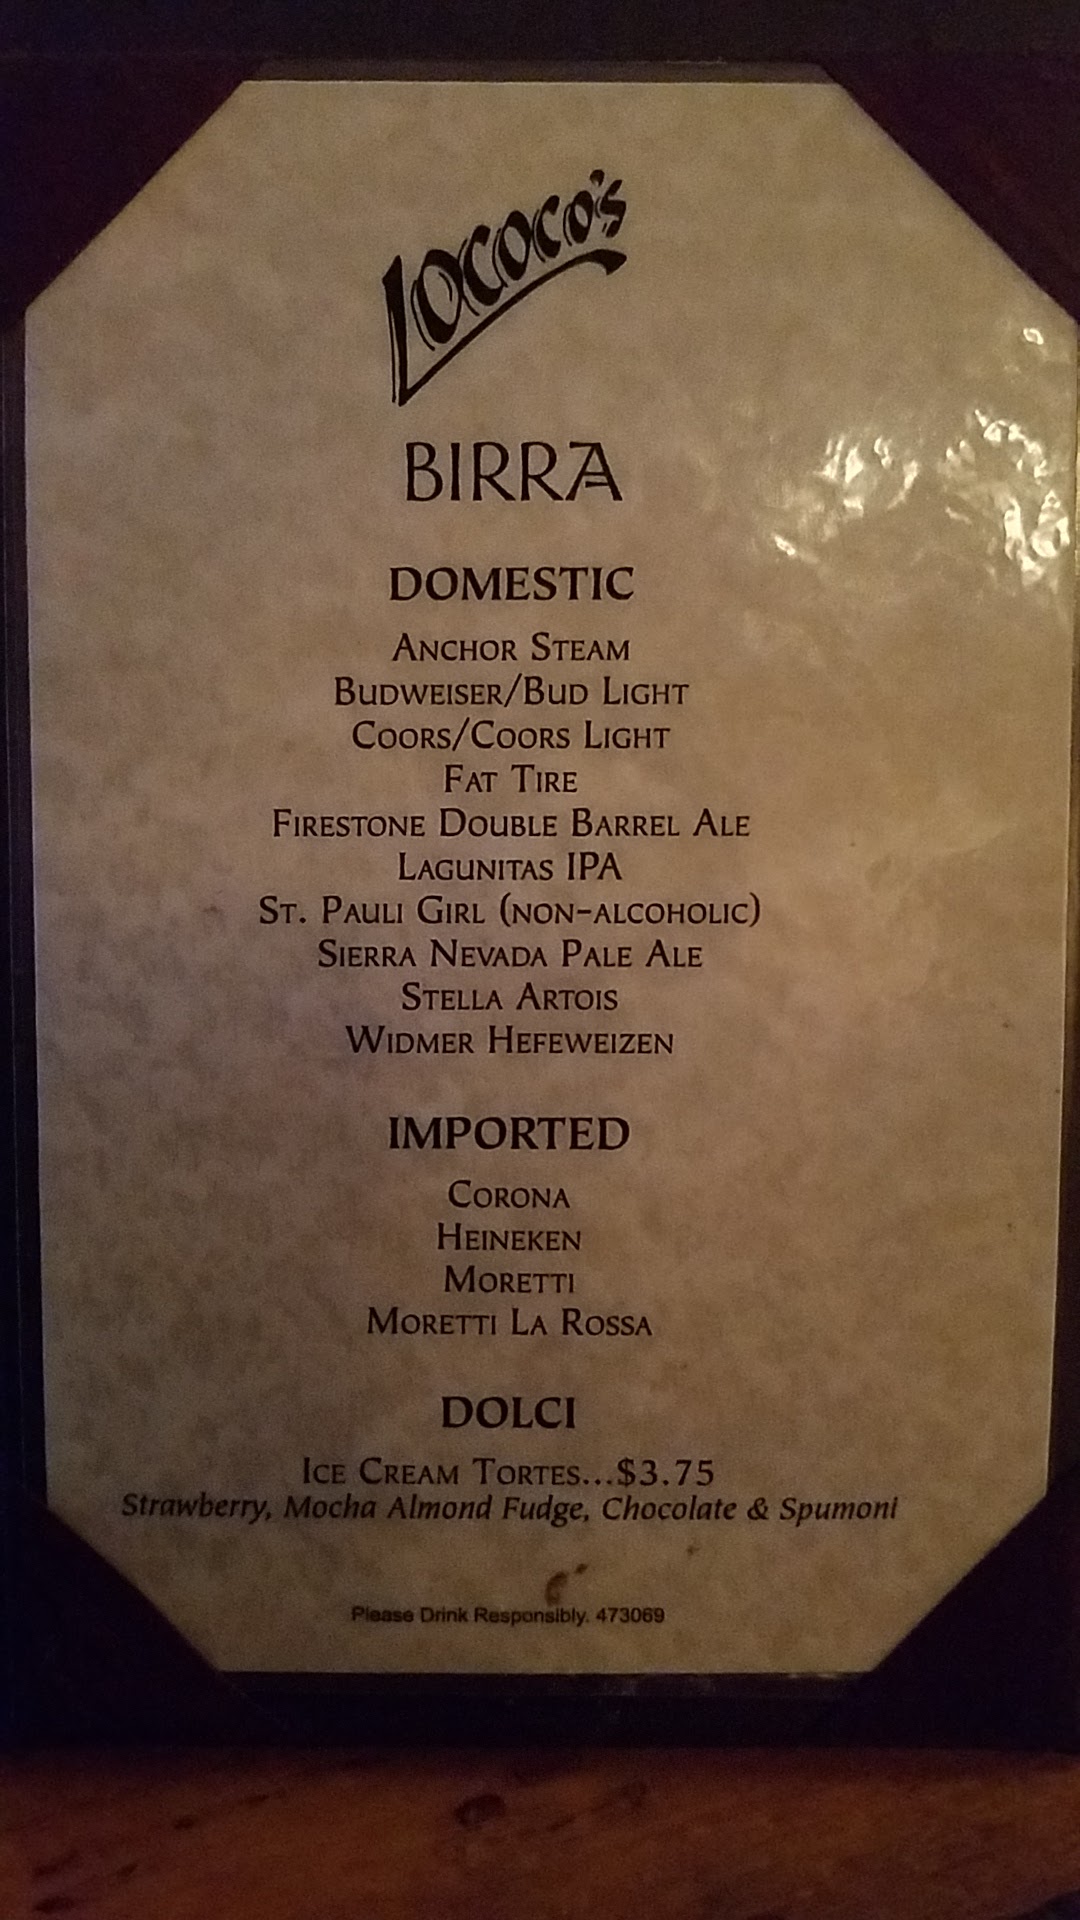 Lococo's
BIRRA
DOMESTIC
ANCHOR STEAM
BUDWEISER/BUD LIGHT
COORS/COORS LIGHT
FAT TIRE
FIRESTONE DOUBLE BARREL ALE
LAGUNITAS IPA
ST. PAULI GIRL (NON-ALCOHOLIC)
SIERRA NEVADA PALE ALE
STELLA ARTOIS
WIDMER HEFEWEIZEN
IMPORTED
CORONA
HEINEKEN
MORETTI
MORETTI LA ROSSA
DOLCI
ICE CREAM TORTES...$3.75
Strawberry, Mocha Almond Fudge, Chocolate & Spumoni
Please Drink Responsibly. 473069